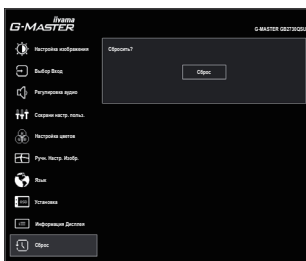 iiyama
G-MASTER
G-MASTER GB2730QSU
Настройка изображения
Сбросить?
Сброс
Выбор Вход
Регулировка аудио
Сохрани настр. польз.
Настройка цветов
Ручн. Настр. Изобр.
Язык
Установка
Информация Дисплея
Сброс